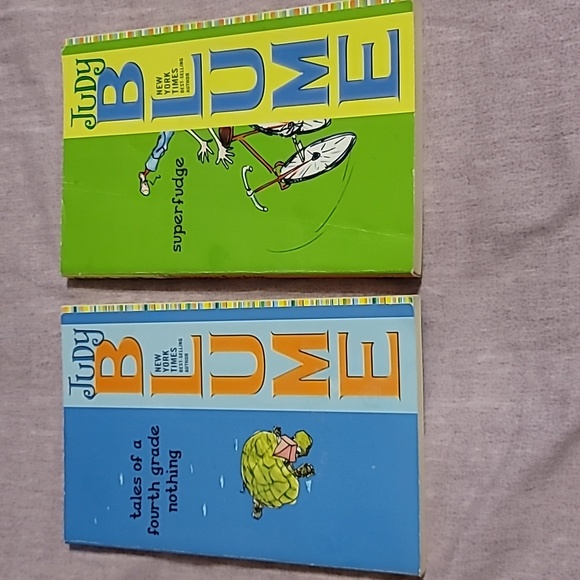 Judy
BLUME
NEW
YORK
TIMES
BEST-SELLING
AUTHOR
superfudge
Judy
BLUME
NEW
YORK
TIMES
BEST-SELLING
AUTHOR
tales of a
fourth grade
nothing